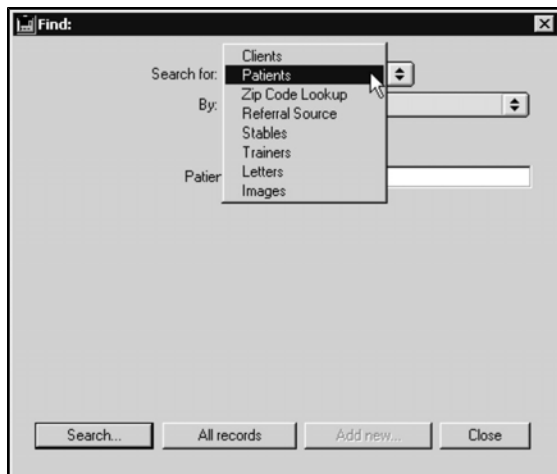 Find:
Clients
Search for: Patients
Zip Code Lookup
By:
Referral Source
Stables
Trainers
Patien
Letters
Images
Search...
All records
Add new...
Close